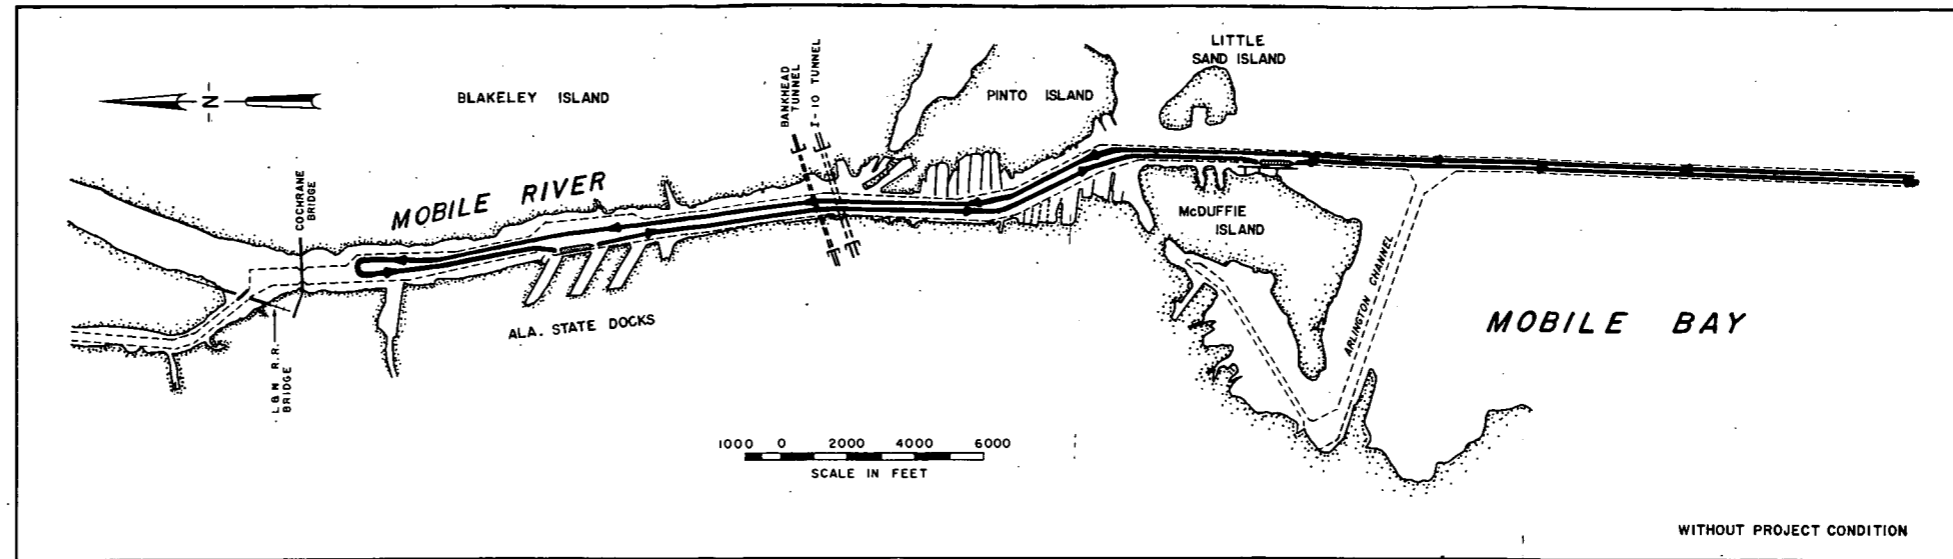 LITTLE
SAND ISLAND
-N-
BLAKELEY ISLAND
BANKHEAD
TUNNEL
I-10 TUNNEL
PINTO ISLAND
COCHRANE
BRIDGE
MOBILE RIVER
McDUFFIE
ISLAND
ARLINGTON CHANNEL
ALA. STATE DOCKS
MOBILE BAY
L&N R.R.
BRIDGE
1000 0 2000 4000 6000
SCALE IN FEET
WITHOUT PROJECT CONDITION